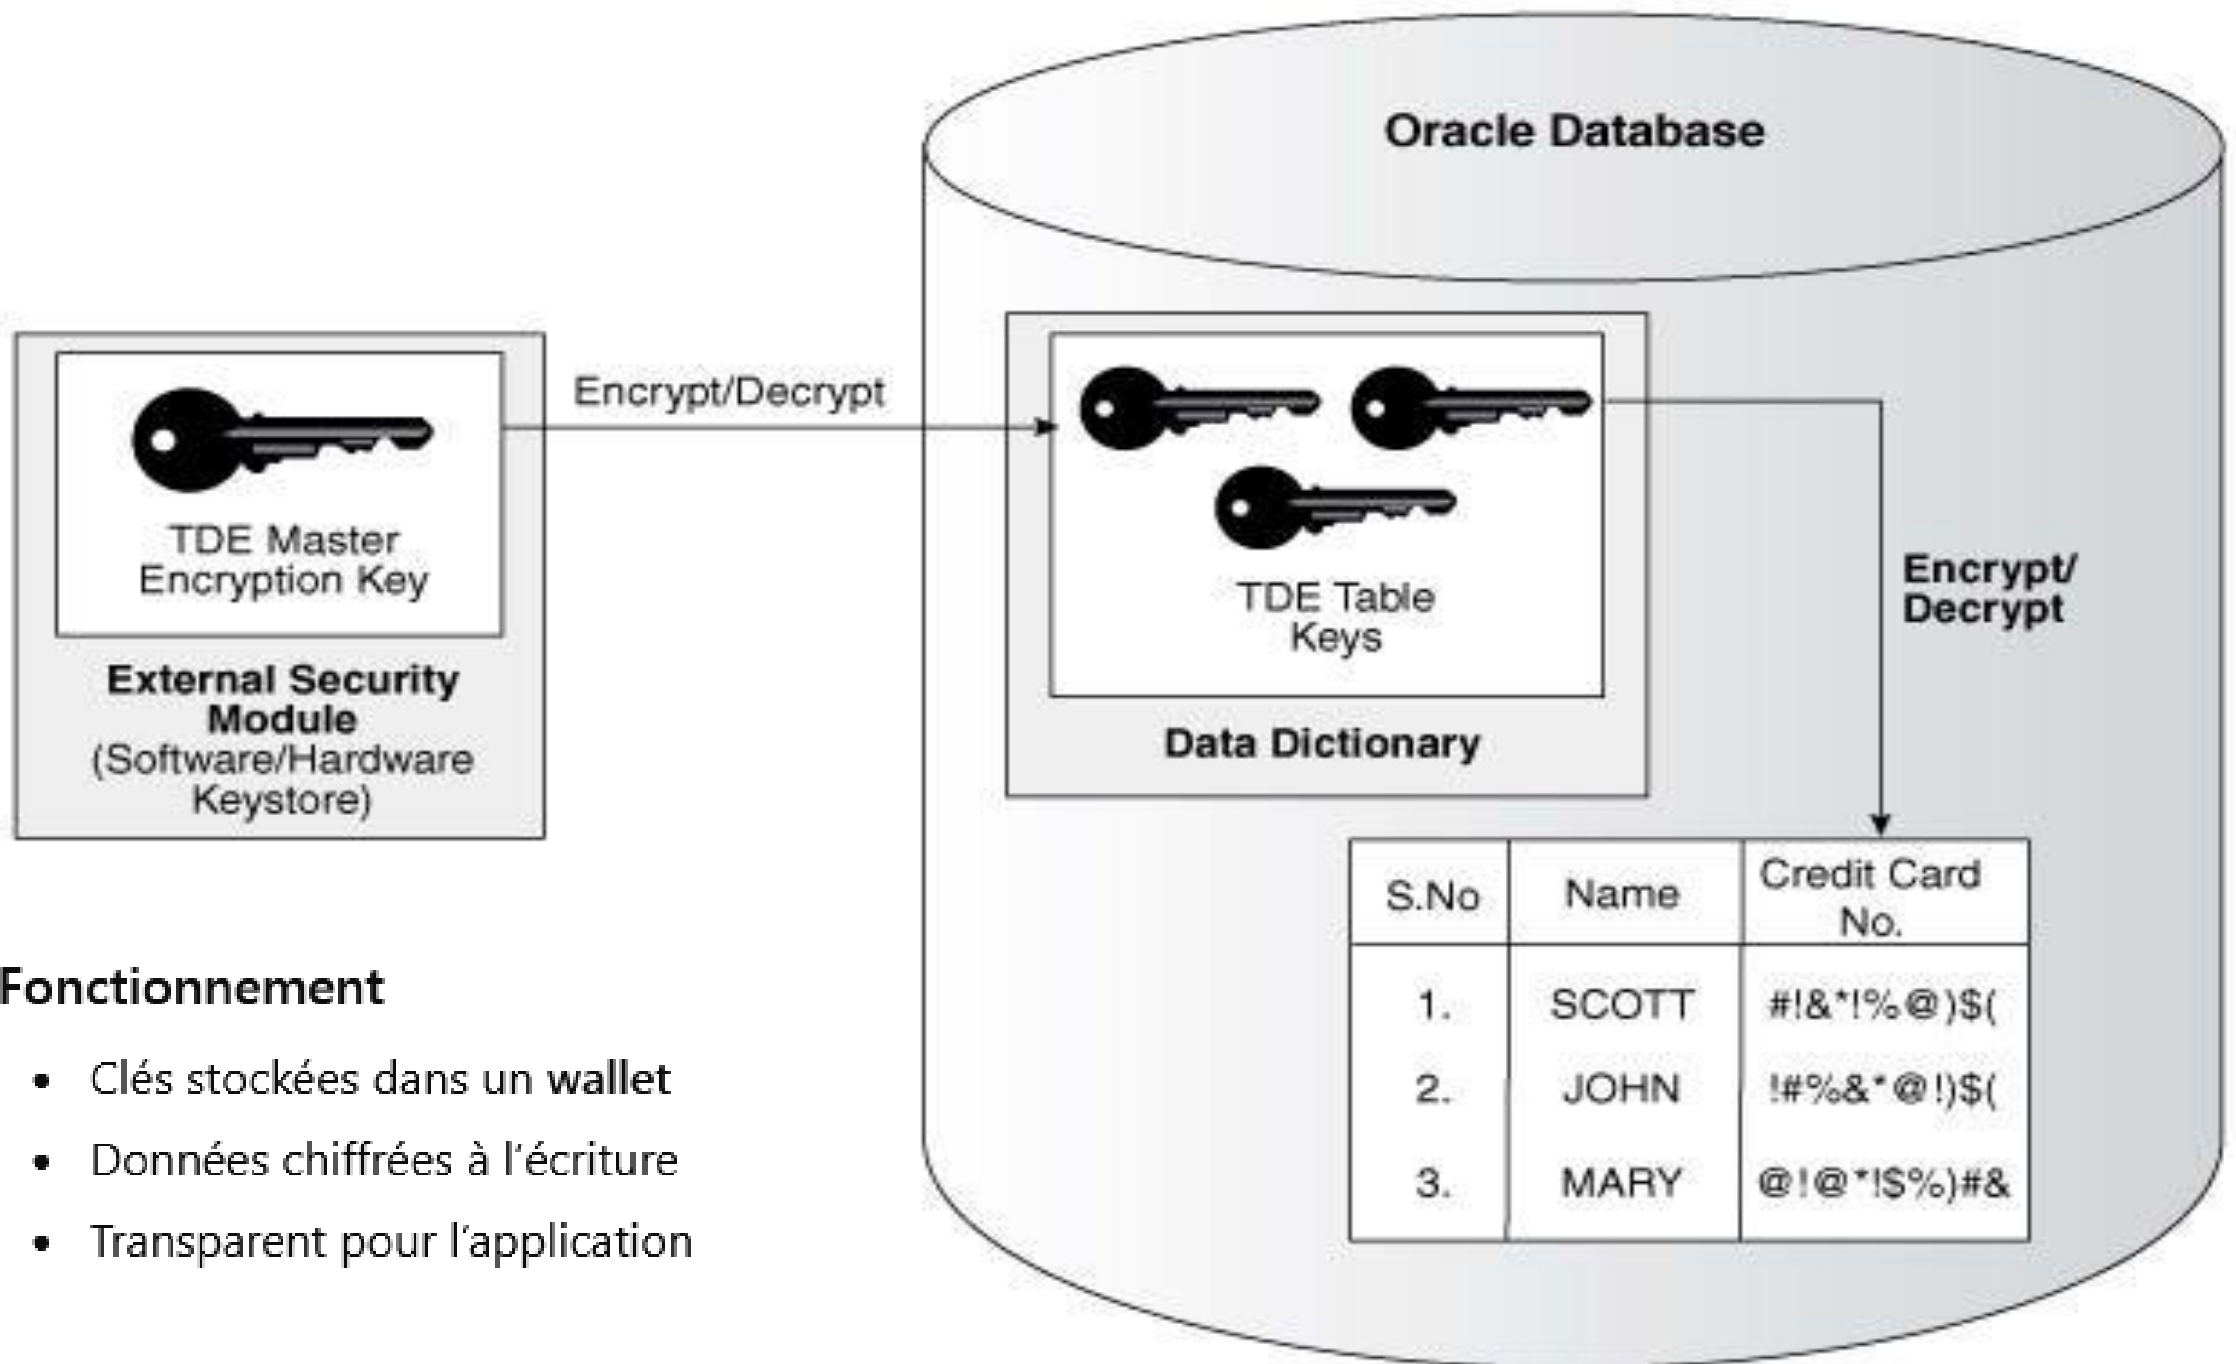 Oracle Database
Encrypt/Decrypt
TDE Master
Encryption Key
External Security
Module
(Software/Hardware
Keystore)
TDE Table
Keys
Data Dictionary
Encrypt/
Decrypt
S.No Name Credit Card
No.
1. SCOTT #!&*!%@)$(
2. JOHN !#%&*@!)$(
3. MARY @!@*!$%)#&
Fonctionnement
• Clés stockées dans un wallet
• Données chiffrées à l'écriture
• Transparent pour l'application